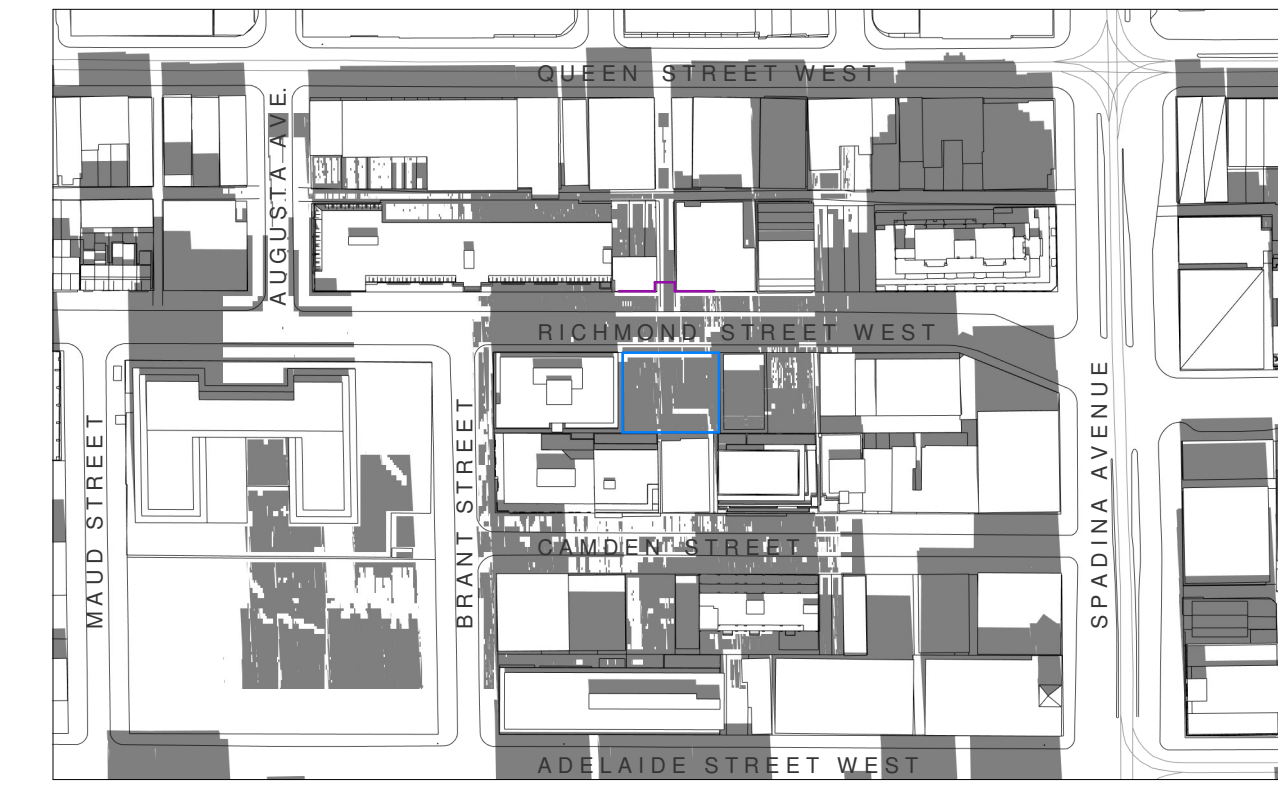 QUEEN STREET WEST
AUGUSTA AVE.
RICHMOND STREET WEST
MAUD STREET
BRANT STREET
SPADINA AVENUE
CAMDEN STREET
ADELAIDE STREET WEST